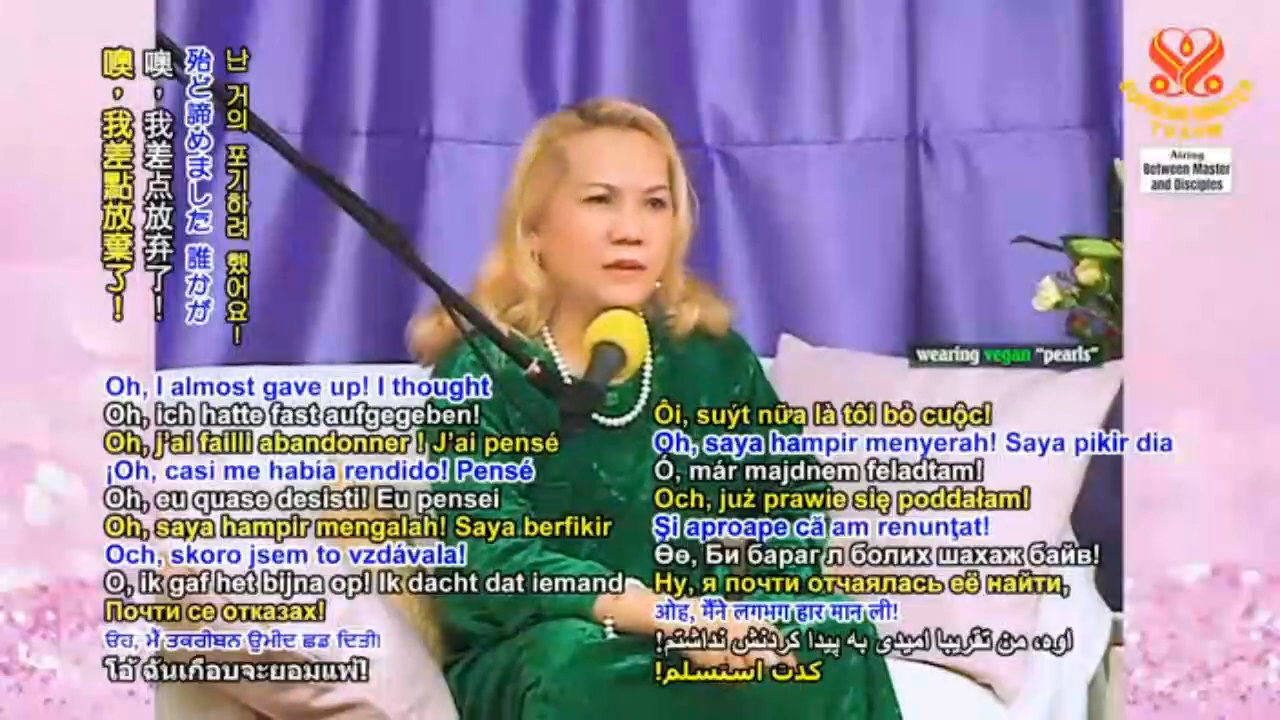 噢，我差點放棄了！
噢，我差点放弃了！
殆ど諦めました 誰かが
난 거의 포기하려 했어요!
Airing
Between Master
and Disciples
wearing vegan "pearls"
Oh, I almost gave up! I thought
Oh, ich hatte fast aufgegeben!
Oh, j'ai failli abandonner ! J'ai pensé
¡Oh, casi me había rendido! Pensé
Oh, eu quase desisti! Eu pensei
Oh, saya hampir mengalah! Saya berfikir
Och, skoro jsem to vzdávala!
O, ik gaf het bijna op! Ik dacht dat iemand
Почти се отказах!
ਓਹ, ਮੈਂ ਤਕਰੀਬਨ ਉਮੀਦ ਛਡ ਦਿਤੀ।
โอ้ ฉันเกือบจะยอมแพ้!
Ôi, suýt nữa là tôi bỏ cuộc!
Oh, saya hampir menyerah! Saya pikir dia
Ó, már majdnem feladtam!
Och, już prawie się poddałam!
Şi aproape că am renunţat!
Өө, Би бараг л болих шахаж байв!
Ну, я почти отчаялась её найти,
ओह, मैंने लगभग हार मान ली!
اوه، من تقریبا امیدی به پیدا کردنش نداشتم!
كدت استسلم!